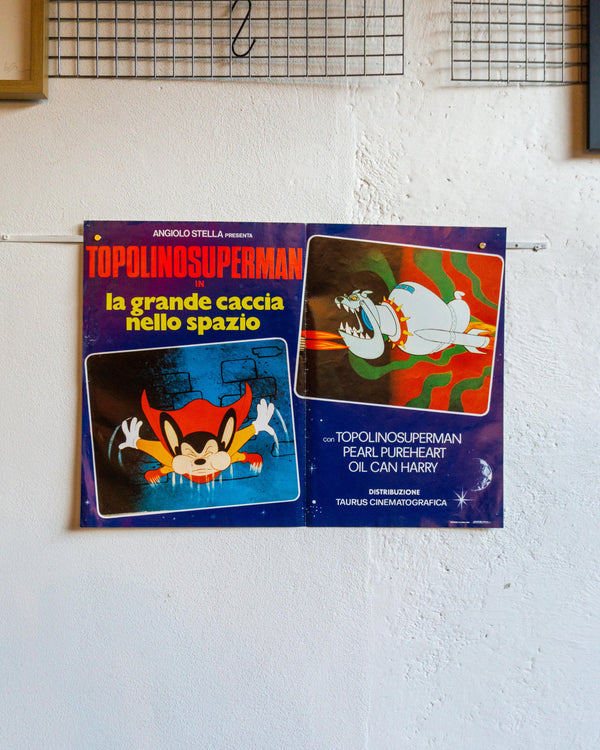 ANGIOLO STELLA PRESENTA
TOPOLINOSUPERMAN
IN
la grande caccia
nello spazio
con TOPOLINOSUPERMAN
PEARL PUREHEART
OIL CAN HARRY
DISTRIBUZIONE
TAURUS CINEMATOGRAFICA